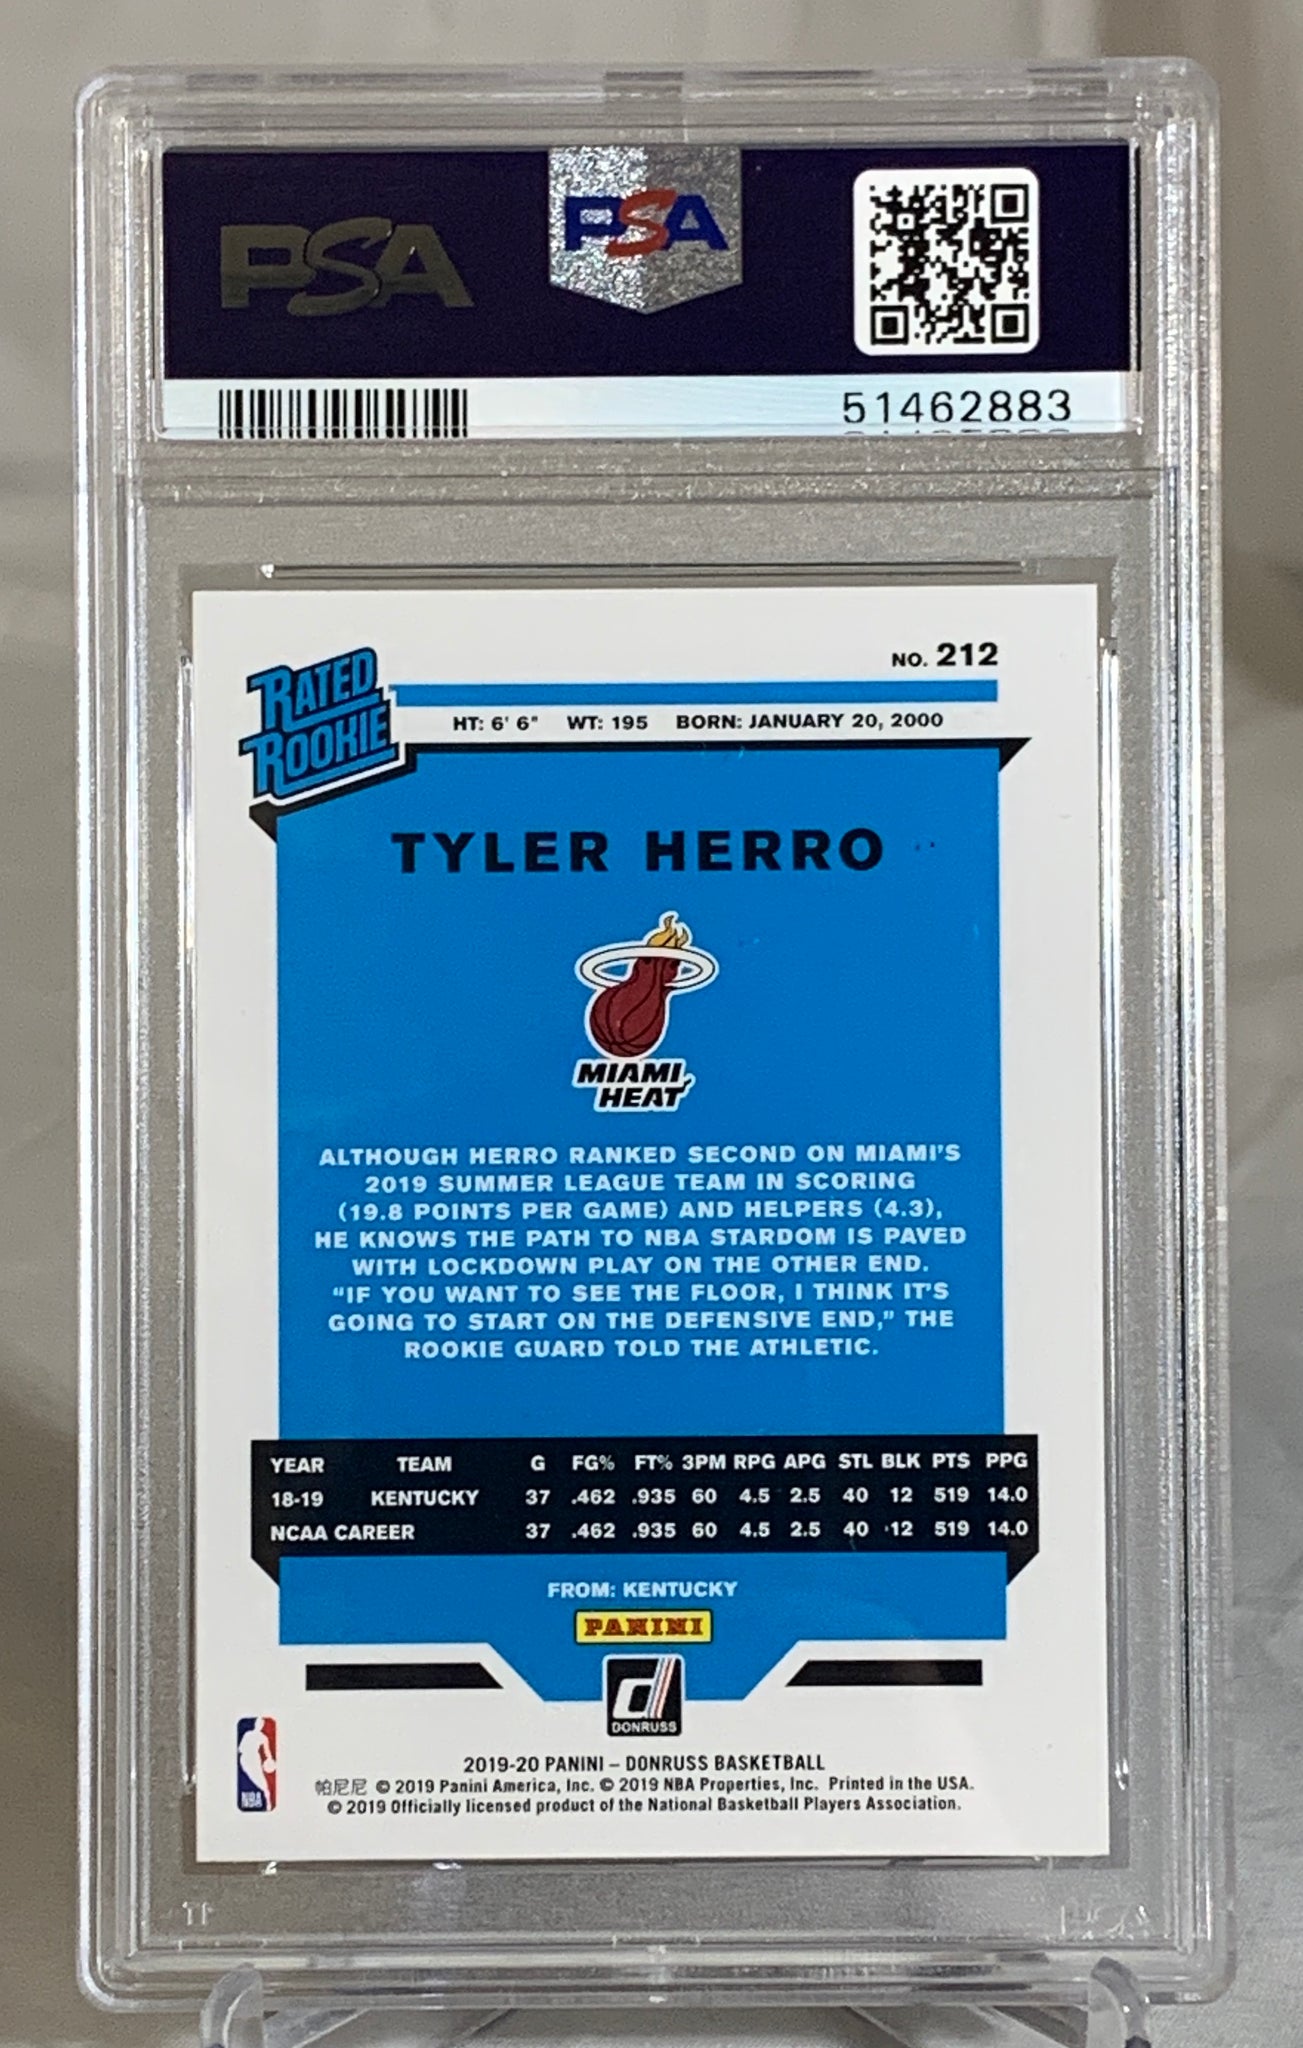 PSA
PSA
51462883
RATED ROOKIE
NO. 212
HT: 6' 6" WT: 195 BORN: JANUARY 20, 2000
TYLER HERRO
MIAMI
HEAT
ALTHOUGH HERRO RANKED SECOND ON MIAMI'S
2019 SUMMER LEAGUE TEAM IN SCORING
(19.8 POINTS PER GAME) AND HELPERS (4.3),
HE KNOWS THE PATH TO NBA STARDOM IS PAVED
WITH LOCKDOWN PLAY ON THE OTHER END.
"IF YOU WANT TO SEE THE FLOOR, I THINK IT'S
GOING TO START ON THE DEFENSIVE END," THE
ROOKIE GUARD TOLD THE ATHLETIC.
YEAR TEAM G FG% FT% 3PM RPG APG STL BLK PTS PPG
18-19 KENTUCKY 37 .462 .935 60 4.5 2.5 40 12 519 14.0
NCAA CAREER 37 .462 .935 60 4.5 2.5 40 12 519 14.0
FROM: KENTUCKY
PANINI
DONRUSS
NBA
2019-20 PANINI – DONRUSS BASKETBALL
帕尼尼 © 2019 Panini America, Inc. © 2019 NBA Properties, Inc. Printed in the USA.
© 2019 Officially licensed product of the National Basketball Players Association.